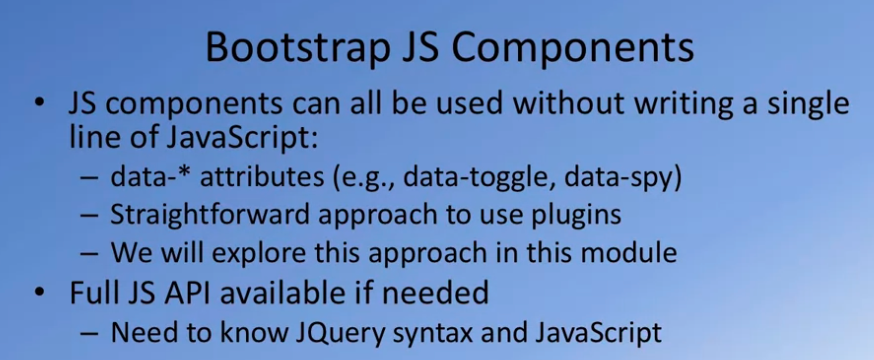 Bootstrap JS Components
• JS components can all be used without writing a single
line of JavaScript:
– data-* attributes (e.g., data-toggle, data-spy)
– Straightforward approach to use plugins
– We will explore this approach in this module
• Full JS API available if needed
– Need to know JQuery syntax and JavaScript